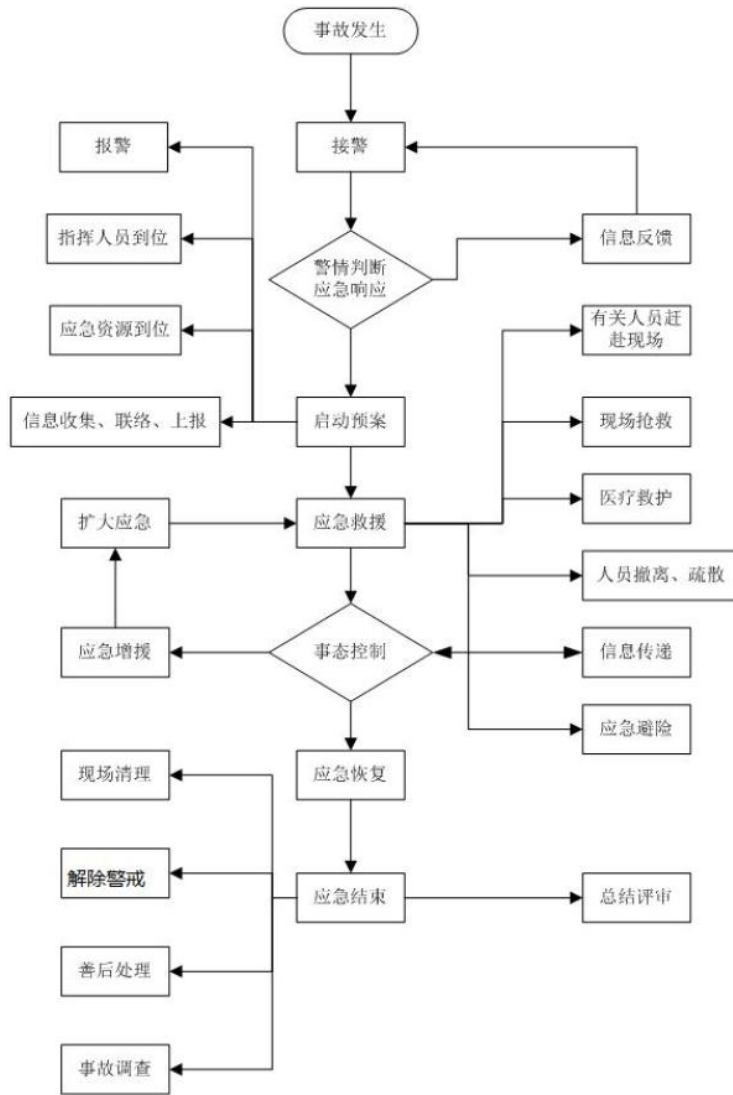 事故发生
报警
接警
指挥人员到位
警情判断
应急响应
信息反馈
应急资源到位
有关人员赶
赴现场
信息收集、联络、上报
启动预案
现场抢救
扩大应急
应急救援
医疗救护
人员撤离、疏散
应急增援
事态控制
信息传递
应急避险
现场清理
应急恢复
解除警戒
应急结束
总结评审
善后处理
事故调查